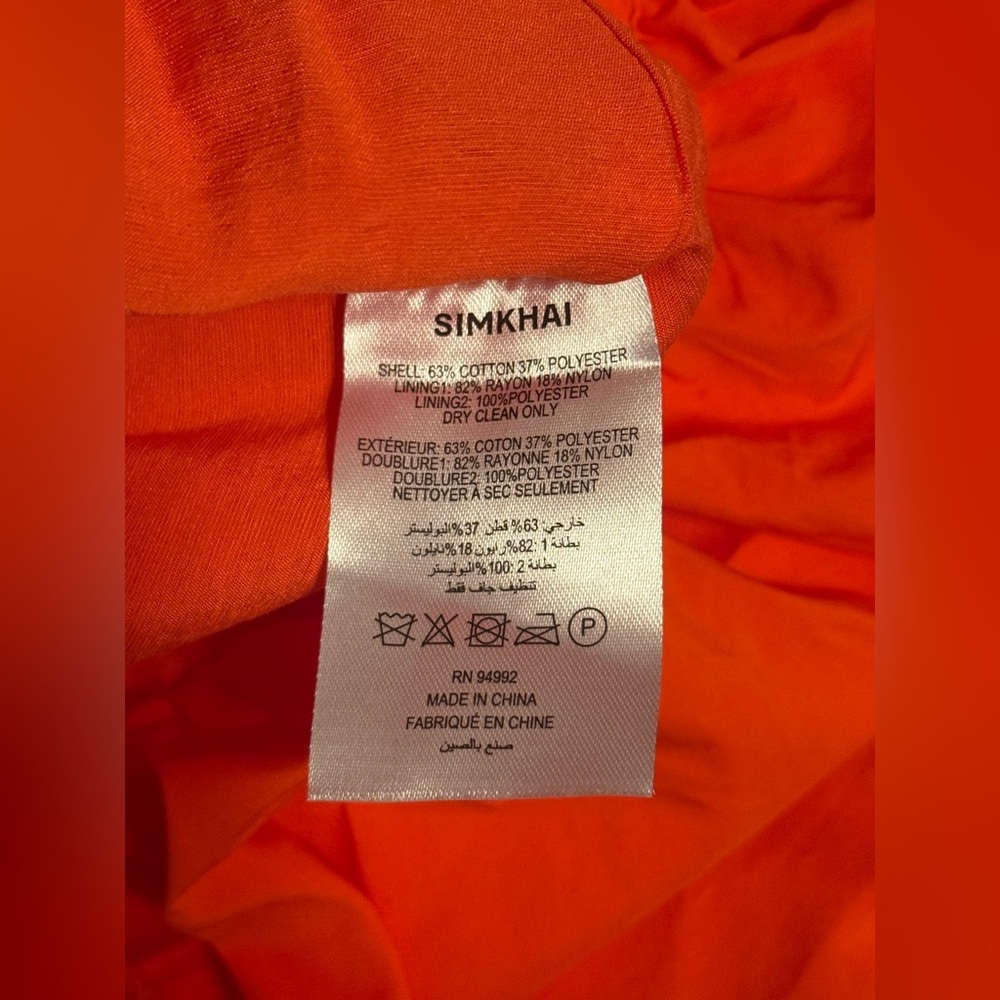 SIMKHAI
SHELL: 63% COTTON 37% POLYESTER
LINING1: 82% RAYON 18% NYLON
LINING2: 100%POLYESTER
DRY CLEAN ONLY
EXTÉRIEUR: 63% COTON 37% POLYESTER
DOUBLURE1: 82% RAYONNE 18% NYLON
DOUBLURE2: 100%POLYESTER
NETTOYER À SEC SEULEMENT
خارجي: 63% قطن 37%البوليستر
بطانة 1 :82%رايون 18%نايلون
بطانة 2 :100%البوليستر
تنظيف جاف فقط
P
RN 94992
MADE IN CHINA
FABRIQUÉ EN CHINE
صنع بالصين